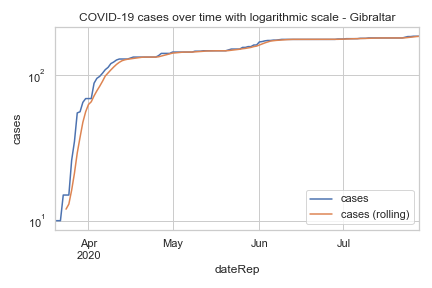 COVID-19 cases over time with logarithmic scale - Gibraltar
cases
10²
10¹
Apr
2020
May
Jun
Jul
dateRep
cases
cases (rolling)